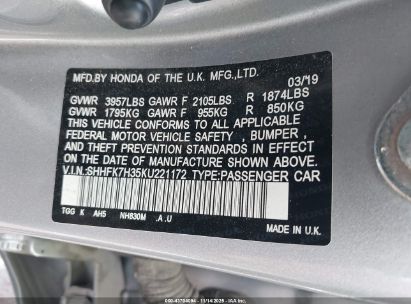 MFD.BY HONDA OF THE U.K. MFG.,LTD. 03/19
GVWR 3957LBS GAWR F 2105LBS R 1874LBS
GVWR 1795KG GAWR F 955KG R 850KG
THIS VEHICLE CONFORMS TO ALL APPLICABLE
FEDERAL MOTOR VEHICLE SAFETY , BUMPER ,
AND THEFT PREVENTION STANDARDS IN EFFECT
ON THE DATE OF MANUFACTURE SHOWN ABOVE.
V.I.N.:SHHFK7H35KU221172 TYPE:PASSENGER CAR
TGG K AH5 NH830M .A .U
MADE IN U.K.